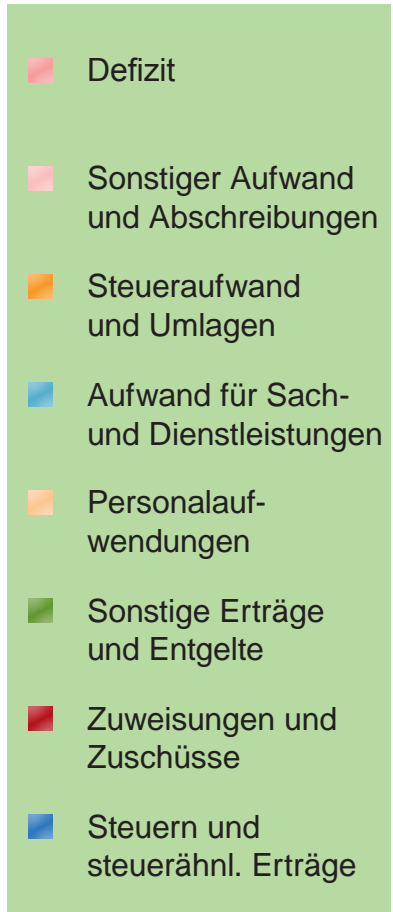 Defizit
Sonstiger Aufwand
und Abschreibungen
Steueraufwand
und Umlagen
Aufwand für Sach-
und Dienstleistungen
Personalauf-
wendungen
Sonstige Erträge
und Entgelte
Zuweisungen und
Zuschüsse
Steuern und
steuerähnl. Erträge